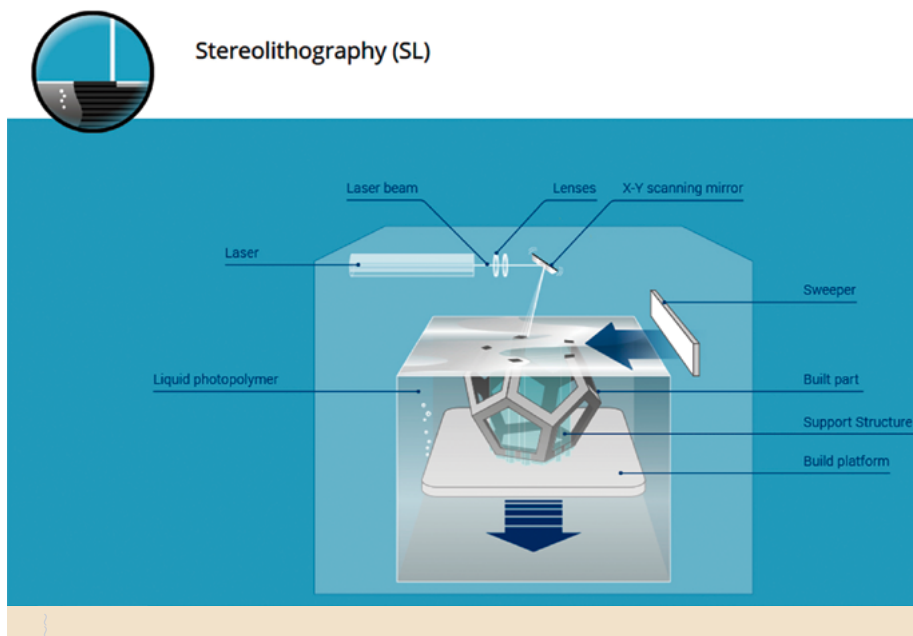 Stereolithography (SL)
Laser beam
Lenses
X-Y scanning mirror
Laser
Sweeper
Liquid photopolymer
Built part
Support Structure
Build platform